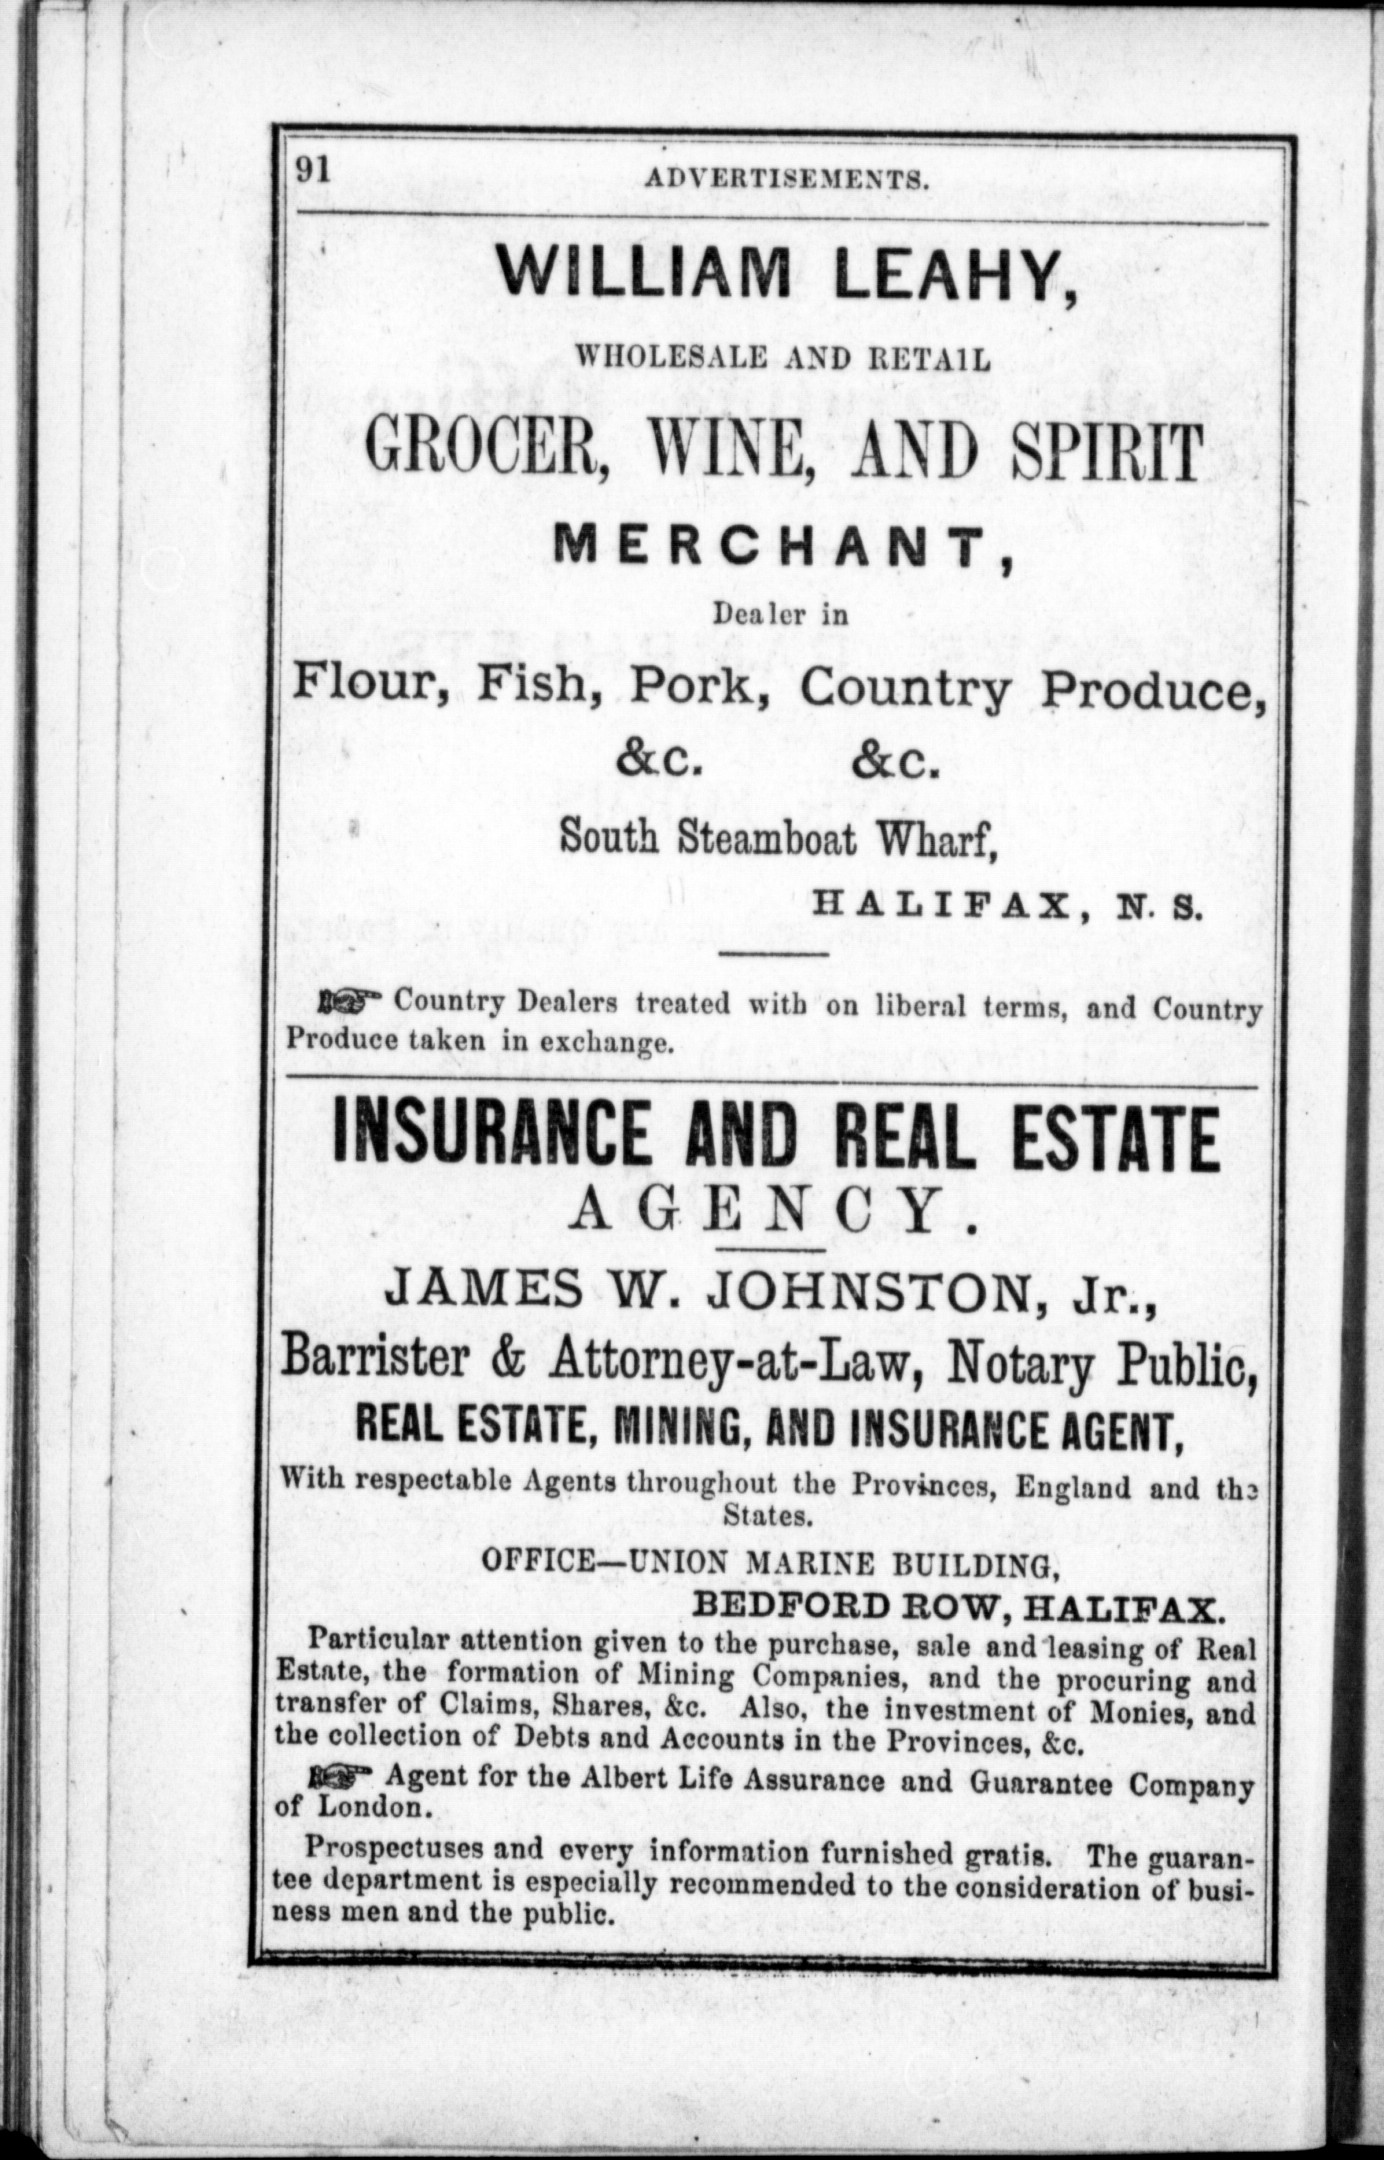 91
ADVERTISEMENTS.
WILLIAM LEAHY,
WHOLESALE AND RETAIL
GROCER, WINE, AND SPIRIT
MERCHANT,
Dealer in
Flour, Fish, Pork, Country Produce,
&c. &c.
South Steamboat Wharf,
HALIFAX, N. S.
☞ Country Dealers treated with on liberal terms, and Country
Produce taken in exchange.
INSURANCE AND REAL ESTATE
AGENCY.
JAMES W. JOHNSTON, Jr.,
Barrister & Attorney-at-Law, Notary Public,
REAL ESTATE, MINING, AND INSURANCE AGENT,
With respectable Agents throughout the Provinces, England and the
States.
OFFICE—UNION MARINE BUILDING,
BEDFORD ROW, HALIFAX.
Particular attention given to the purchase, sale and leasing of Real
Estate, the formation of Mining Companies, and the procuring and
transfer of Claims, Shares, &c. Also, the investment of Monies, and
the collection of Debts and Accounts in the Provinces, &c.
☞ Agent for the Albert Life Assurance and Guarantee Company
of London.
Prospectuses and every information furnished gratis. The guaran-
tee department is especially recommended to the consideration of busi-
ness men and the public.